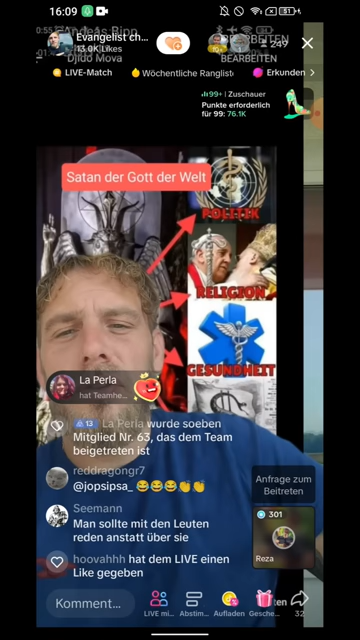 16:09
51
Evangelist ch...
13.0K Likes
10+
249
BEARBEITEN
Djido Mova
LIVE-Match
Wöchentliche Ranglist
Erkunden
99+ | Zuschauer
Punkte erforderlich
für 99: 76.1K
Satan der Gott der Welt
POLITIK
RELIGION
GESUNDHEIT
La Perla
hat Teamhe...
13 La Perla wurde soeben
Mitglied Nr. 63, das dem Team
beigetreten ist
reddragongr7
@jopsipsa_ 😂😂😂👏👏
Anfrage zum
Beitreten
Seemann
Man sollte mit den Leuten
reden anstatt über sie
301
Reza
hoovahhh hat dem LIVE einen
Like gegeben
Komment...
LIVE mi...
Abstim...
Aufladen
Gesche...
32